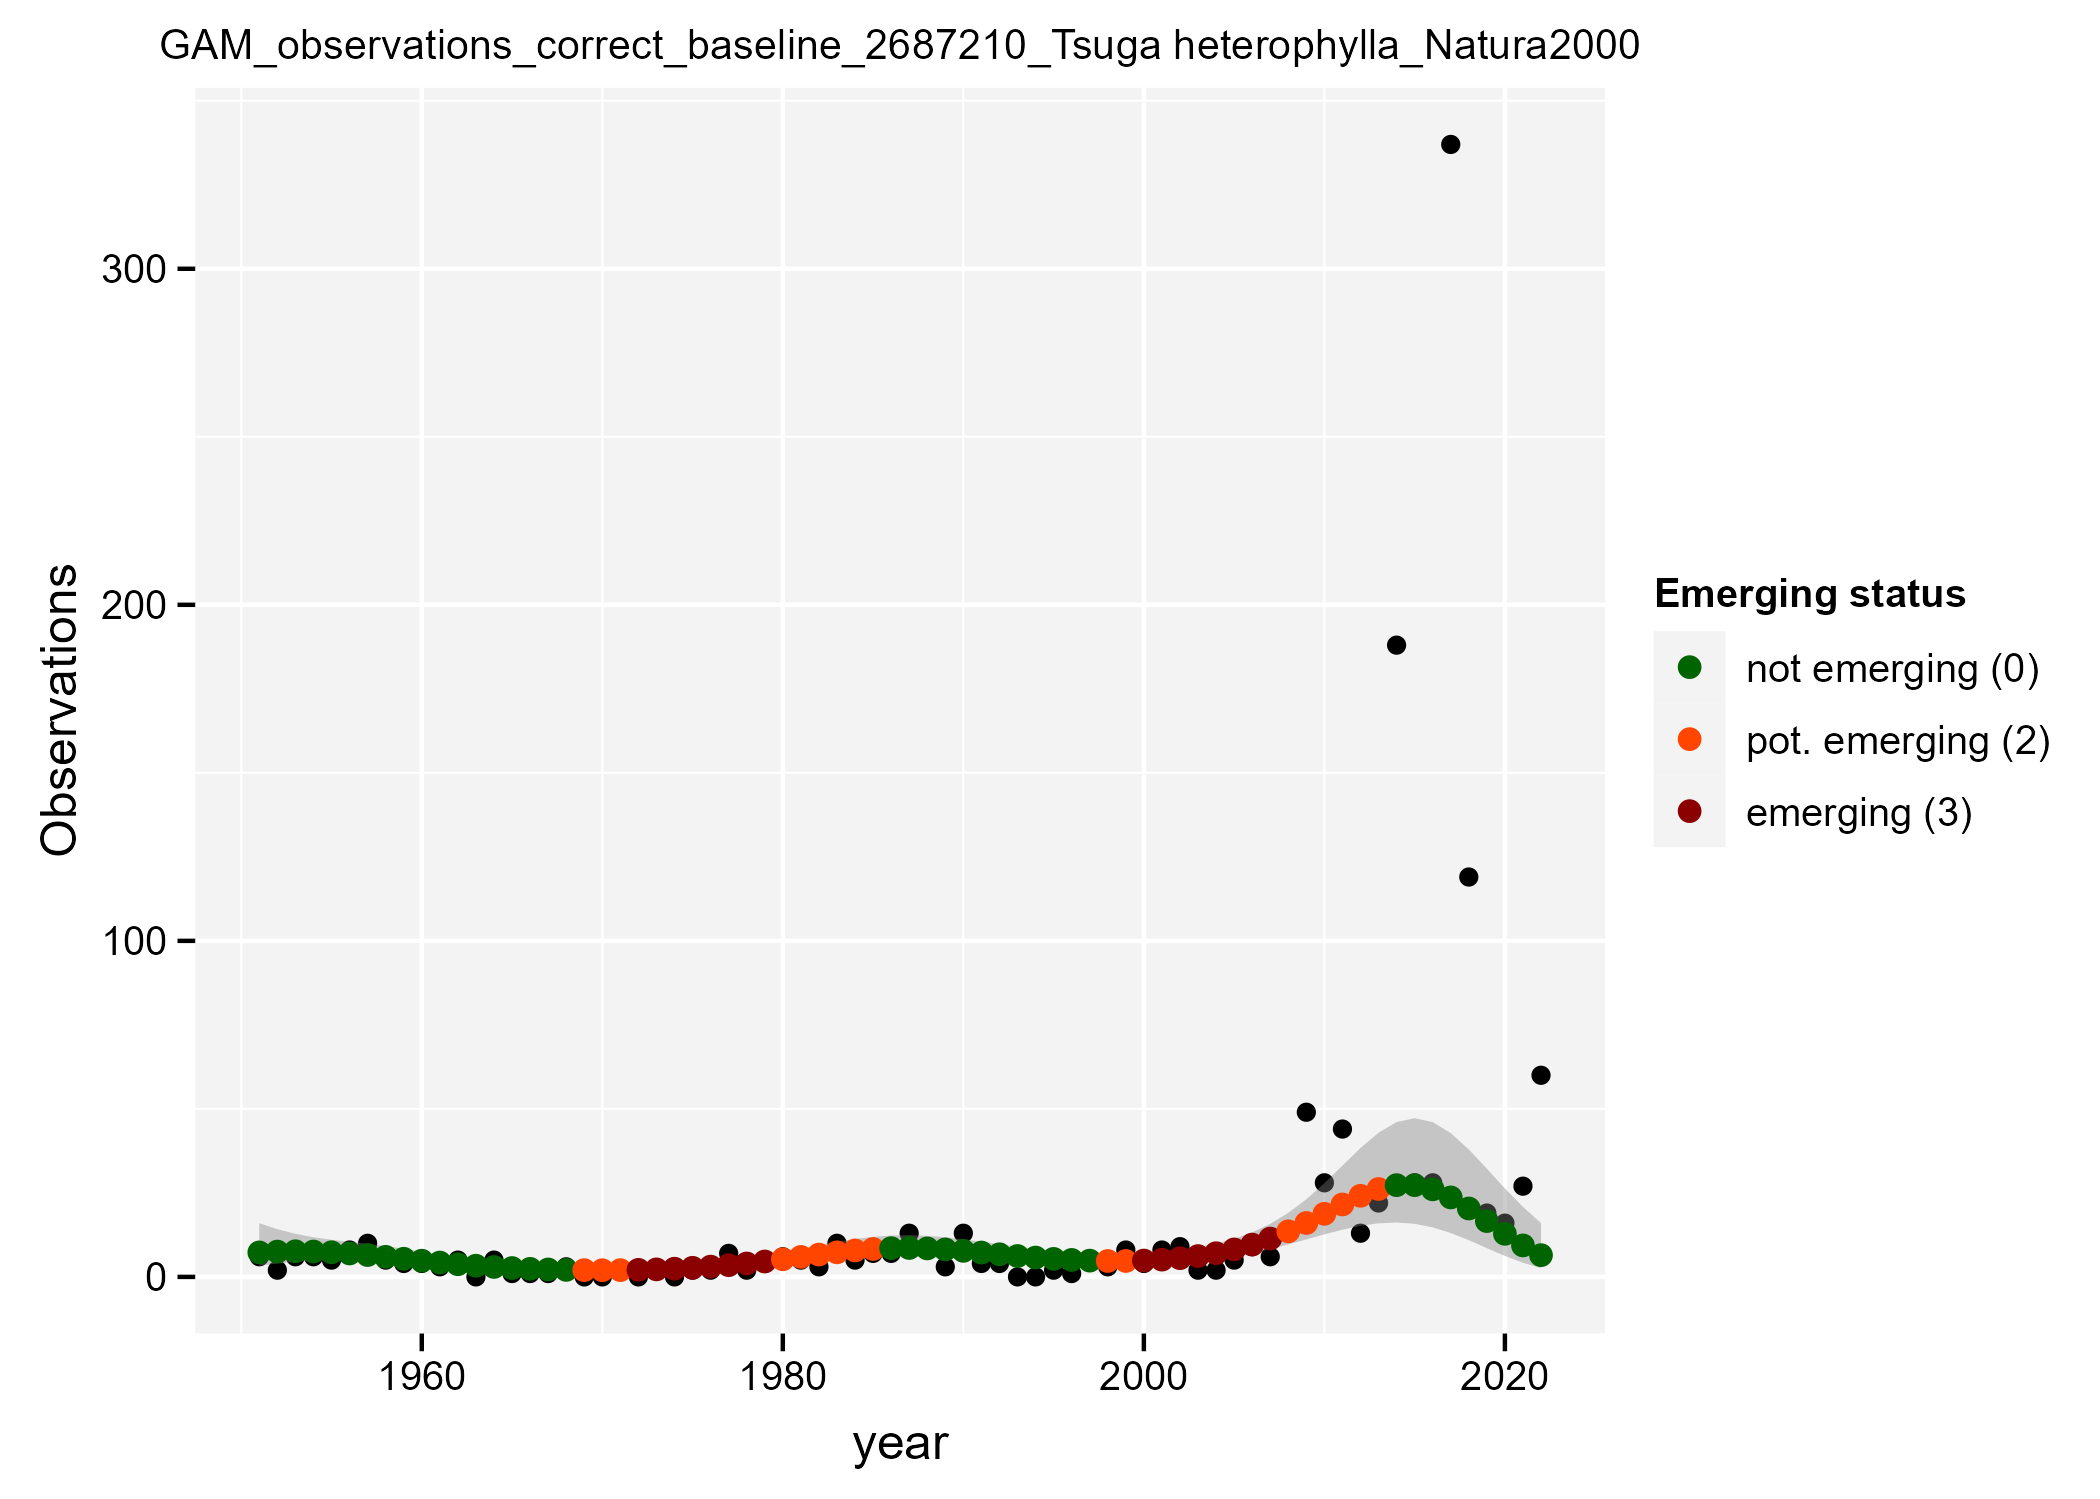 GAM_observations_correct_baseline_2687210_Tsuga heterophylla_Natura2000
300
200
100
0
Observations
1960
1980
2000
2020
year
Emerging status
not emerging (0)
pot. emerging (2)
emerging (3)